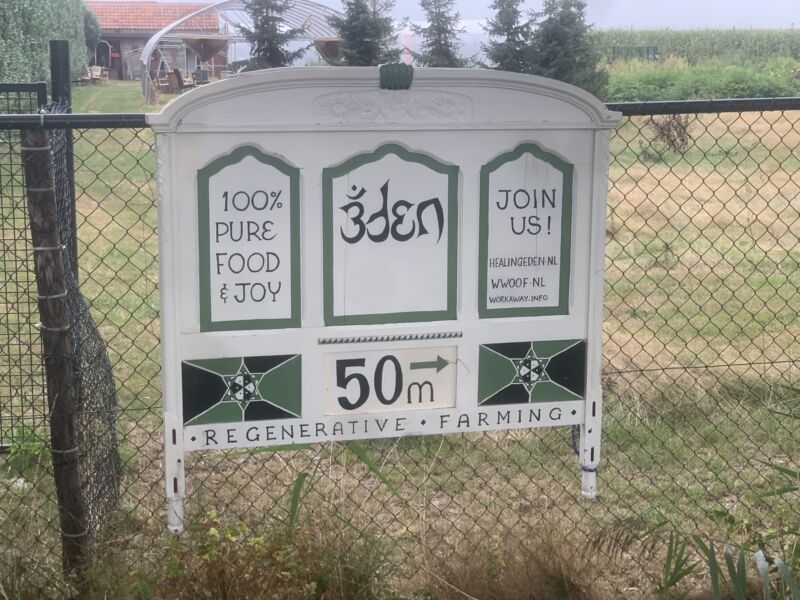 100%
PURE
FOOD
& JOY
ॐden
JOIN
US!
HEALINGEDEN.NL
WWOOF.NL
WORKAWAY.INFO
50m →
• REGENERATIVE • FARMING •